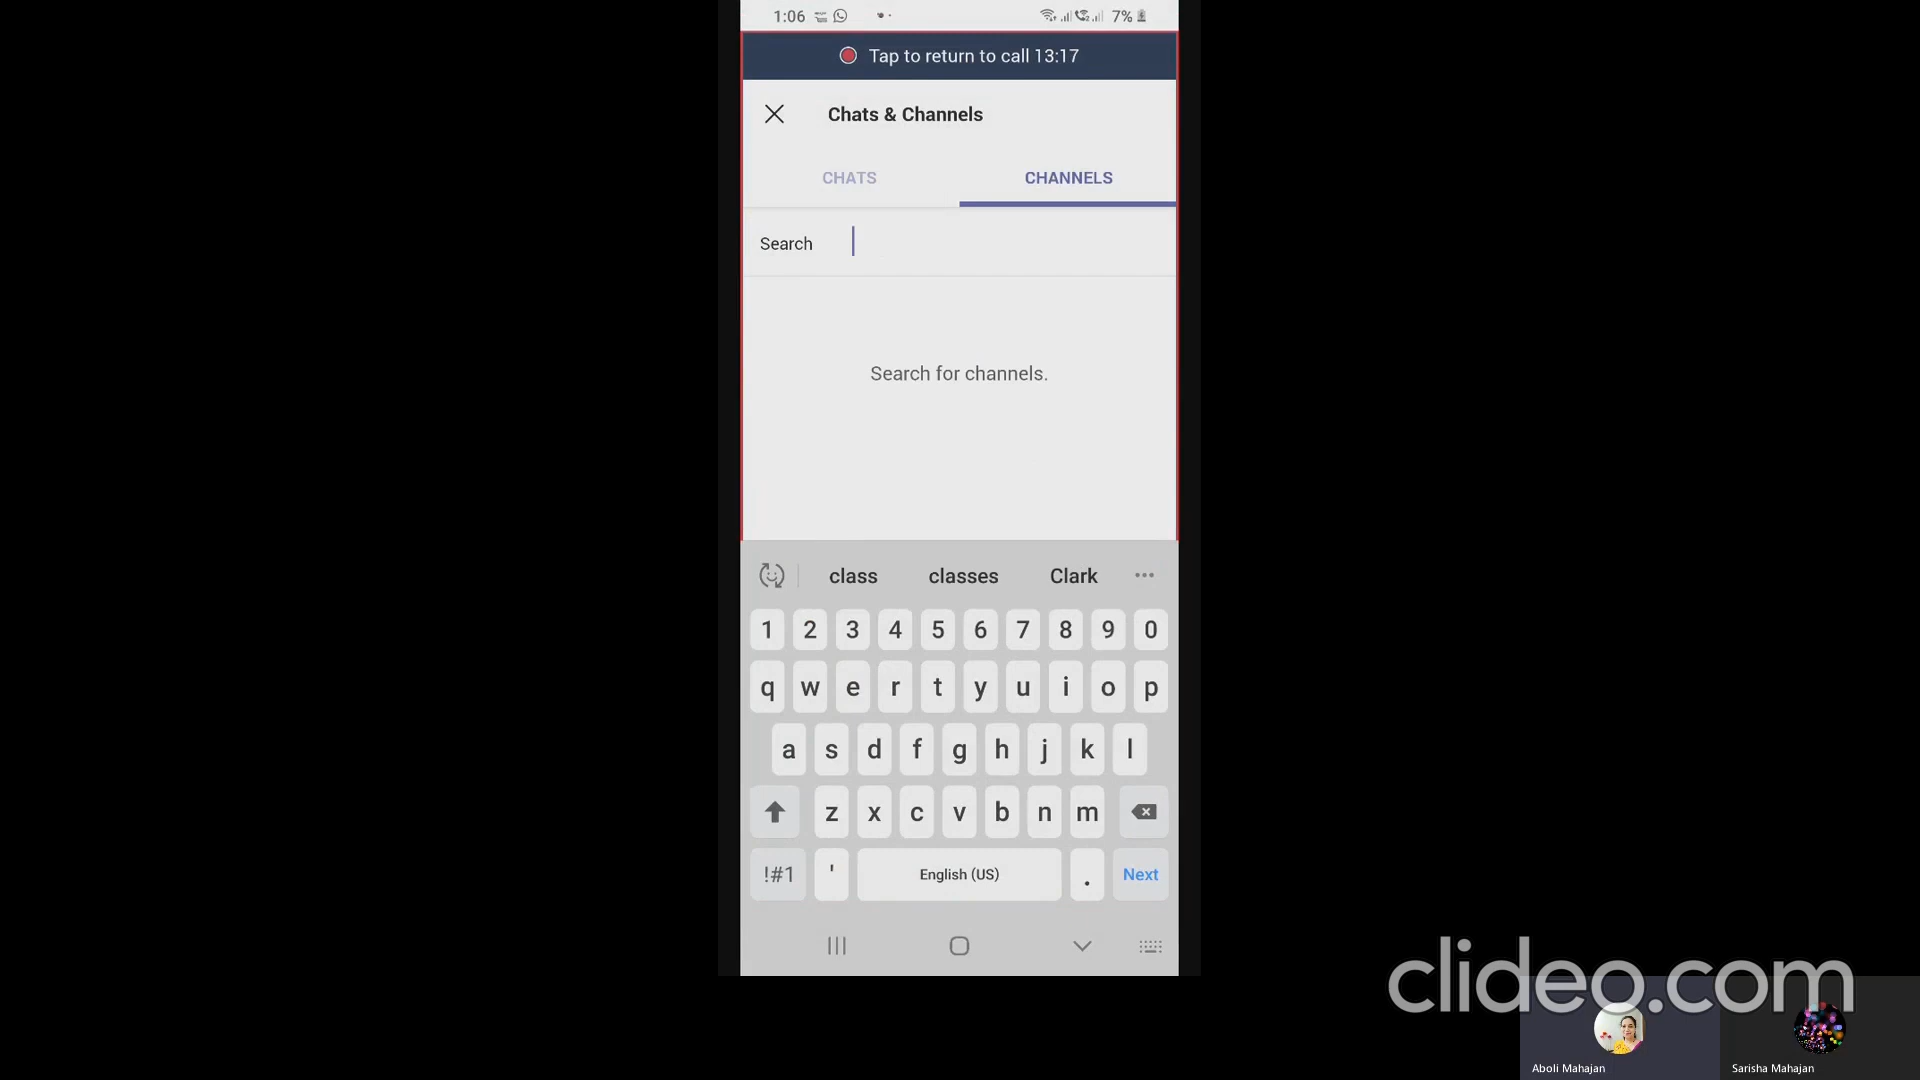 1:06
7%
Tap to return to call 13:17
Chats & Channels
CHATS CHANNELS
Search
Search for channels.
class classes Clark
1 2 3 4 5 6 7 8 9 0
q w e r t y u i o p
a s d f g h j k l
z x c v b n m
!#1 ' English (US) . Next
clideo.com
Aboli Mahajan
Sarisha Mahajan